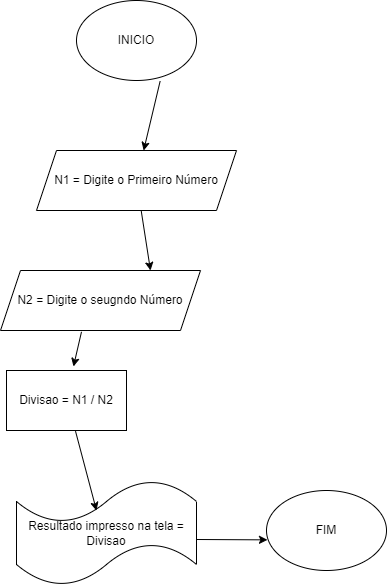 INICIO
N1 = Digite o Primeiro Número
N2 = Digite o seugndo Número
Divisao = N1 / N2
Resultado impresso na tela =
Divisao
FIM